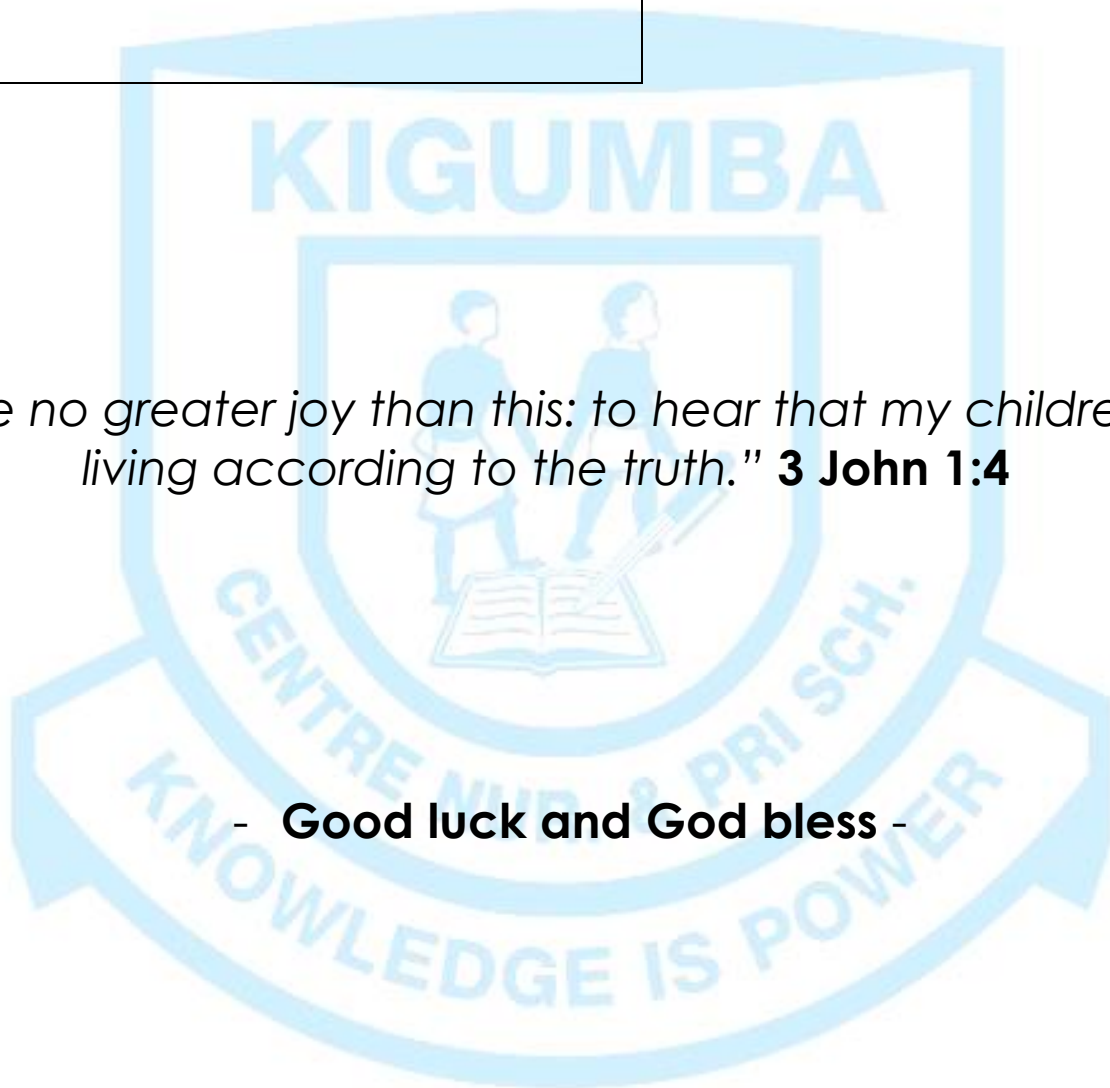 KIGUMBA
e no greater joy than this: to hear that my childre
living according to the truth.” 3 John 1:4
CENTRE NUR & PRI SCH.
- Good luck and God bless -
KNOWLEDGE IS POWER